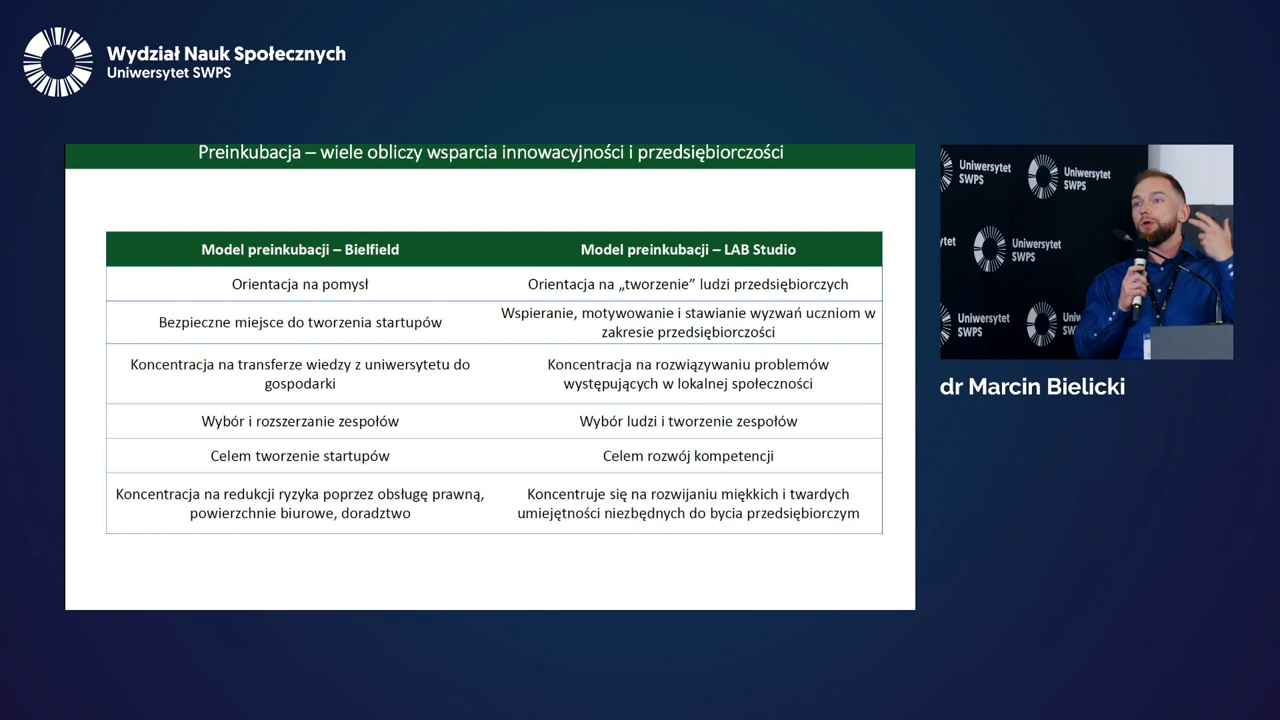 Wydział Nauk Społecznych
Uniwersytet SWPS
Preinkubacja – wiele obliczy wsparcia innowacyjności i przedsiębiorczości
Model preinkubacji – Bielfield
Model preinkubacji – LAB Studio
Orientacja na pomysł
Orientacja na „tworzenie” ludzi przedsiębiorczych
Bezpieczne miejsce do tworzenia startupów
Wspieranie, motywowanie i stawianie wyzwań uczniom w
zakresie przedsiębiorczości
Koncentracja na transferze wiedzy z uniwersytetu do
gospodarki
Koncentracja na rozwiązywaniu problemów
występujących w lokalnej społeczności
Wybór i rozszerzanie zespołów
Wybór ludzi i tworzenie zespołów
Celem tworzenie startupów
Celem rozwój kompetencji
Koncentracja na redukcji ryzyka poprzez obsługę prawną,
powierzchnie biurowe, doradztwo
Koncentruje się na rozwijaniu miękkich i twardych
umiejętności niezbędnych do bycia przedsiębiorczym
Uniwersytet
SWPS
Uniwersytet
SWPS
ytet
Uniwersytet
SWPS
Uniwersytet
SWPS
Uni
SW
dr Marcin Bielicki